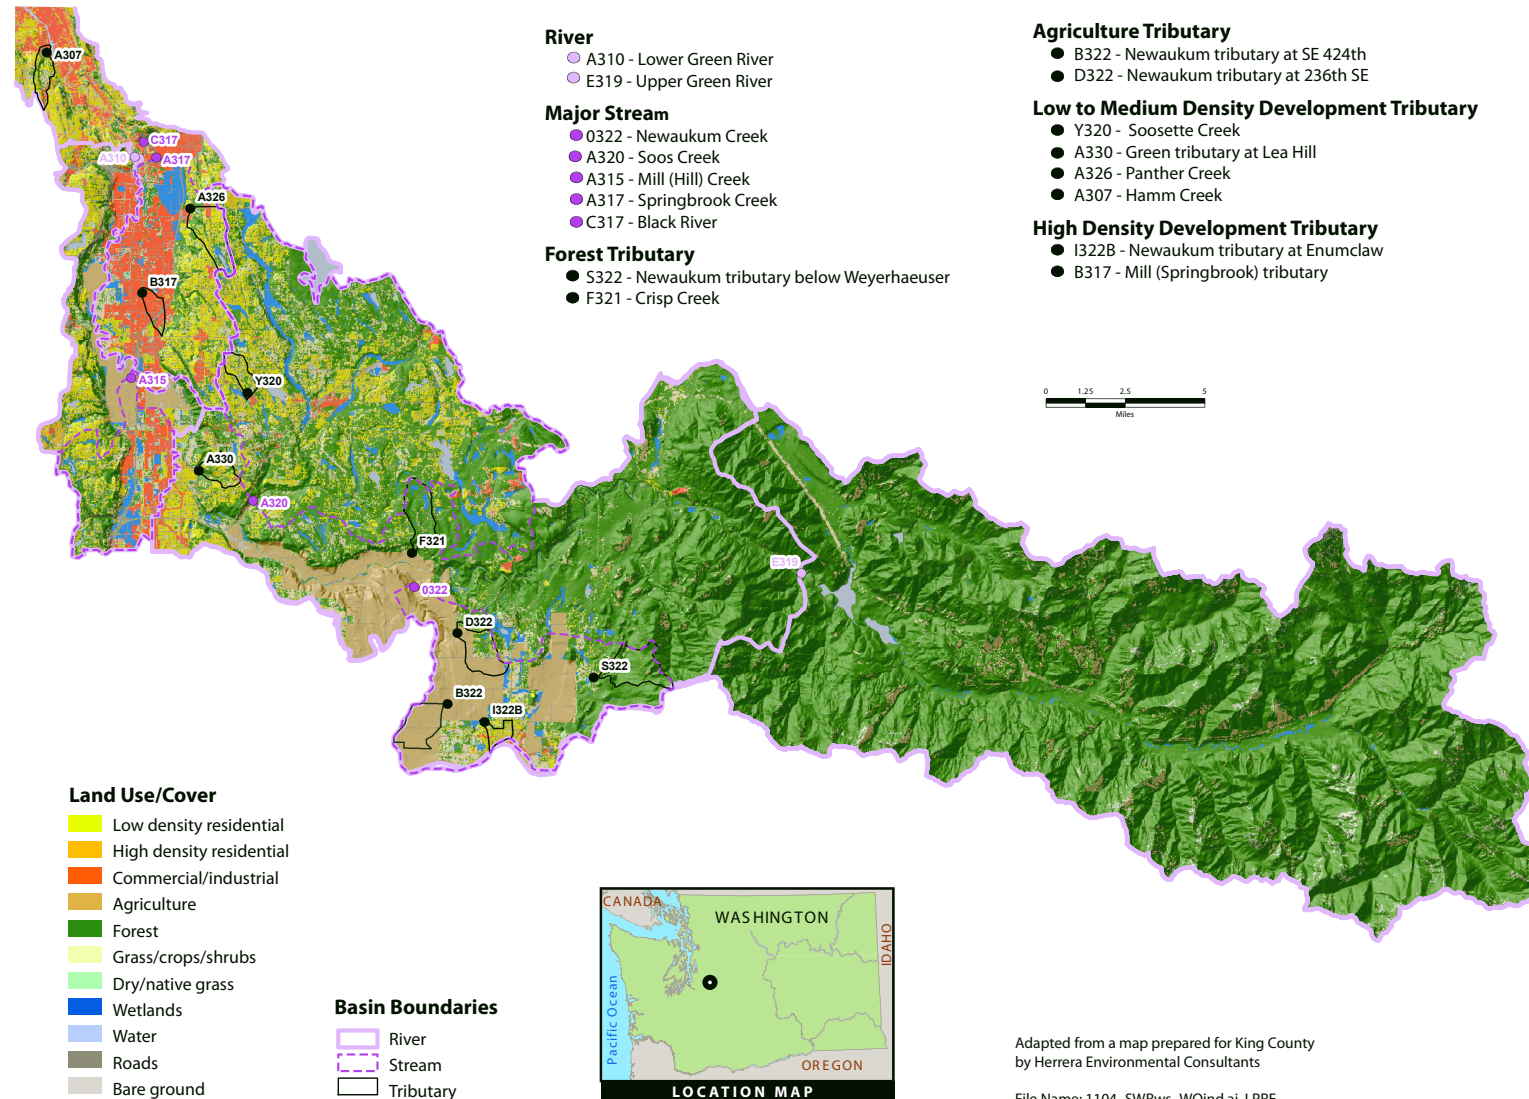 River
A310 - Lower Green River
E319 - Upper Green River
Major Stream
0322 - Newaukum Creek
A320 - Soos Creek
A315 - Mill (Hill) Creek
A317 - Springbrook Creek
C317 - Black River
Forest Tributary
S322 - Newaukum tributary below Weyerhaeuser
F321 - Crisp Creek
Agriculture Tributary
B322 - Newaukum tributary at SE 424th
D322 - Newaukum tributary at 236th SE
Low to Medium Density Development Tributary
Y320 - Soosette Creek
A330 - Green tributary at Lea Hill
A326 - Panther Creek
A307 - Hamm Creek
High Density Development Tributary
I322B - Newaukum tributary at Enumclaw
B317 - Mill (Springbrook) tributary
0 1.25 2.5 5
Miles
A307
C317
A310
A317
A326
B317
A315
Y320
A330
A320
F321
0322
E319
D322
S322
B322
I322B
Land Use/Cover
Low density residential
High density residential
Commercial/industrial
Agriculture
Forest
Grass/crops/shrubs
Dry/native grass
Wetlands
Water
Roads
Bare ground
Basin Boundaries
River
Stream
Tributary
CANADA
WASHINGTON
IDAHO
Pacific Ocean
OREGON
LOCATION MAP
Adapted from a map prepared for King County
by Herrera Environmental Consultants
File Name: 1104_SWRws_WQind.ai LPRE